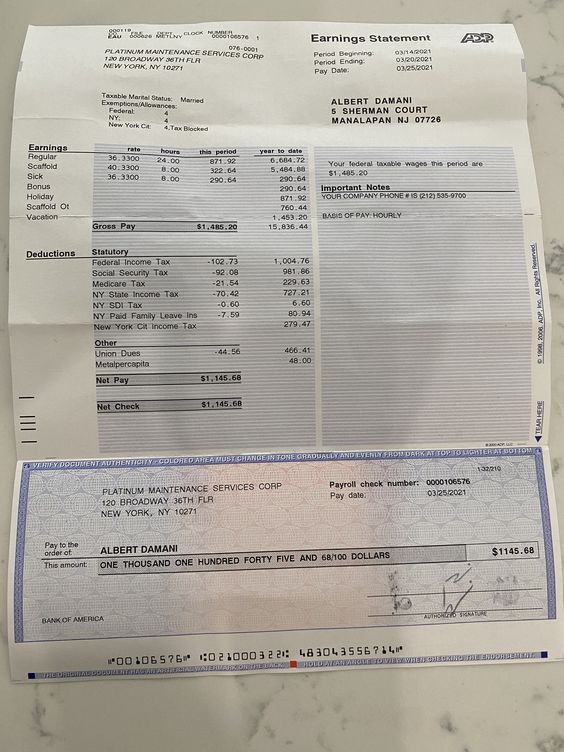 000119 FILE DEPT CLOCK NUMBER
EAU 000626 METLNY 0000106576 1
076-0001
PLATINUM MAINTENANCE SERVICES CORP
120 BROADWAY 36TH FLR
NEW YORK, NY 10271
Earnings Statement ADP
Period Beginning: 03/14/2021
Period Ending: 03/20/2021
Pay Date: 03/25/2021
Taxable Marital Status: Married
Exemptions/Allowances:
Federal: 4
NY: 4
New York Cit: 4,Tax Blocked
ALBERT DAMANI
5 SHERMAN COURT
MANALAPAN NJ 07726
Earnings rate hours this period year to date
Regular 36.3300 24.00 871.92 6,684.72
Scaffold 40.3300 8.00 322.64 5,484.88
Sick 36.3300 8.00 290.64 290.64
Bonus 290.64
Holiday 871.92
Scaffold Ot 760.44
Vacation 1,453.20
Gross Pay $1,485.20 15,836.44
Your federal taxable wages this period are
$1,485.20
Important Notes
YOUR COMPANY PHONE # IS (212) 535-9700
BASIS OF PAY: HOURLY
Deductions Statutory
Federal Income Tax -102.73 1,004.76
Social Security Tax -92.08 981.86
Medicare Tax -21.54 229.63
NY State Income Tax -70.42 727.21
NY SDI Tax -0.60 6.60
NY Paid Family Leave Ins -7.59 80.94
New York Cit Income Tax 279.47
Other
Union Dues -44.56 466.41
Metalpercapita 48.00
Net Pay $1,145.68
Net Check $1,145.68
© 1998, 2006, ADP, Inc. All Rights Reserved.
TEAR HERE
© 2000 ADP, LLC
VERIFY DOCUMENT AUTHENTICITY - COLORED AREA MUST CHANGE IN TONE GRADUALLY AND EVENLY FROM DARK AT TOP TO LIGHTER AT BOTTOM
1-32/210
PLATINUM MAINTENANCE SERVICES CORP
120 BROADWAY 36TH FLR
NEW YORK, NY 10271
Payroll check number: 0000106576
Pay date: 03/25/2021
Pay to the
order of: ALBERT DAMANI
This amount: ONE THOUSAND ONE HUNDRED FORTY FIVE AND 68/100 DOLLARS $1145.68
BANK OF AMERICA
AUTHORIZED SIGNATURE
⑈00106576⑈ ⑆021000322⑆ 483043556714⑈
THE ORIGINAL DOCUMENT HAS AN ARTIFICIAL WATERMARK ON THE BACK. HOLD AT AN ANGLE TO VIEW WHEN CHECKING THE ENDORSEMENT.